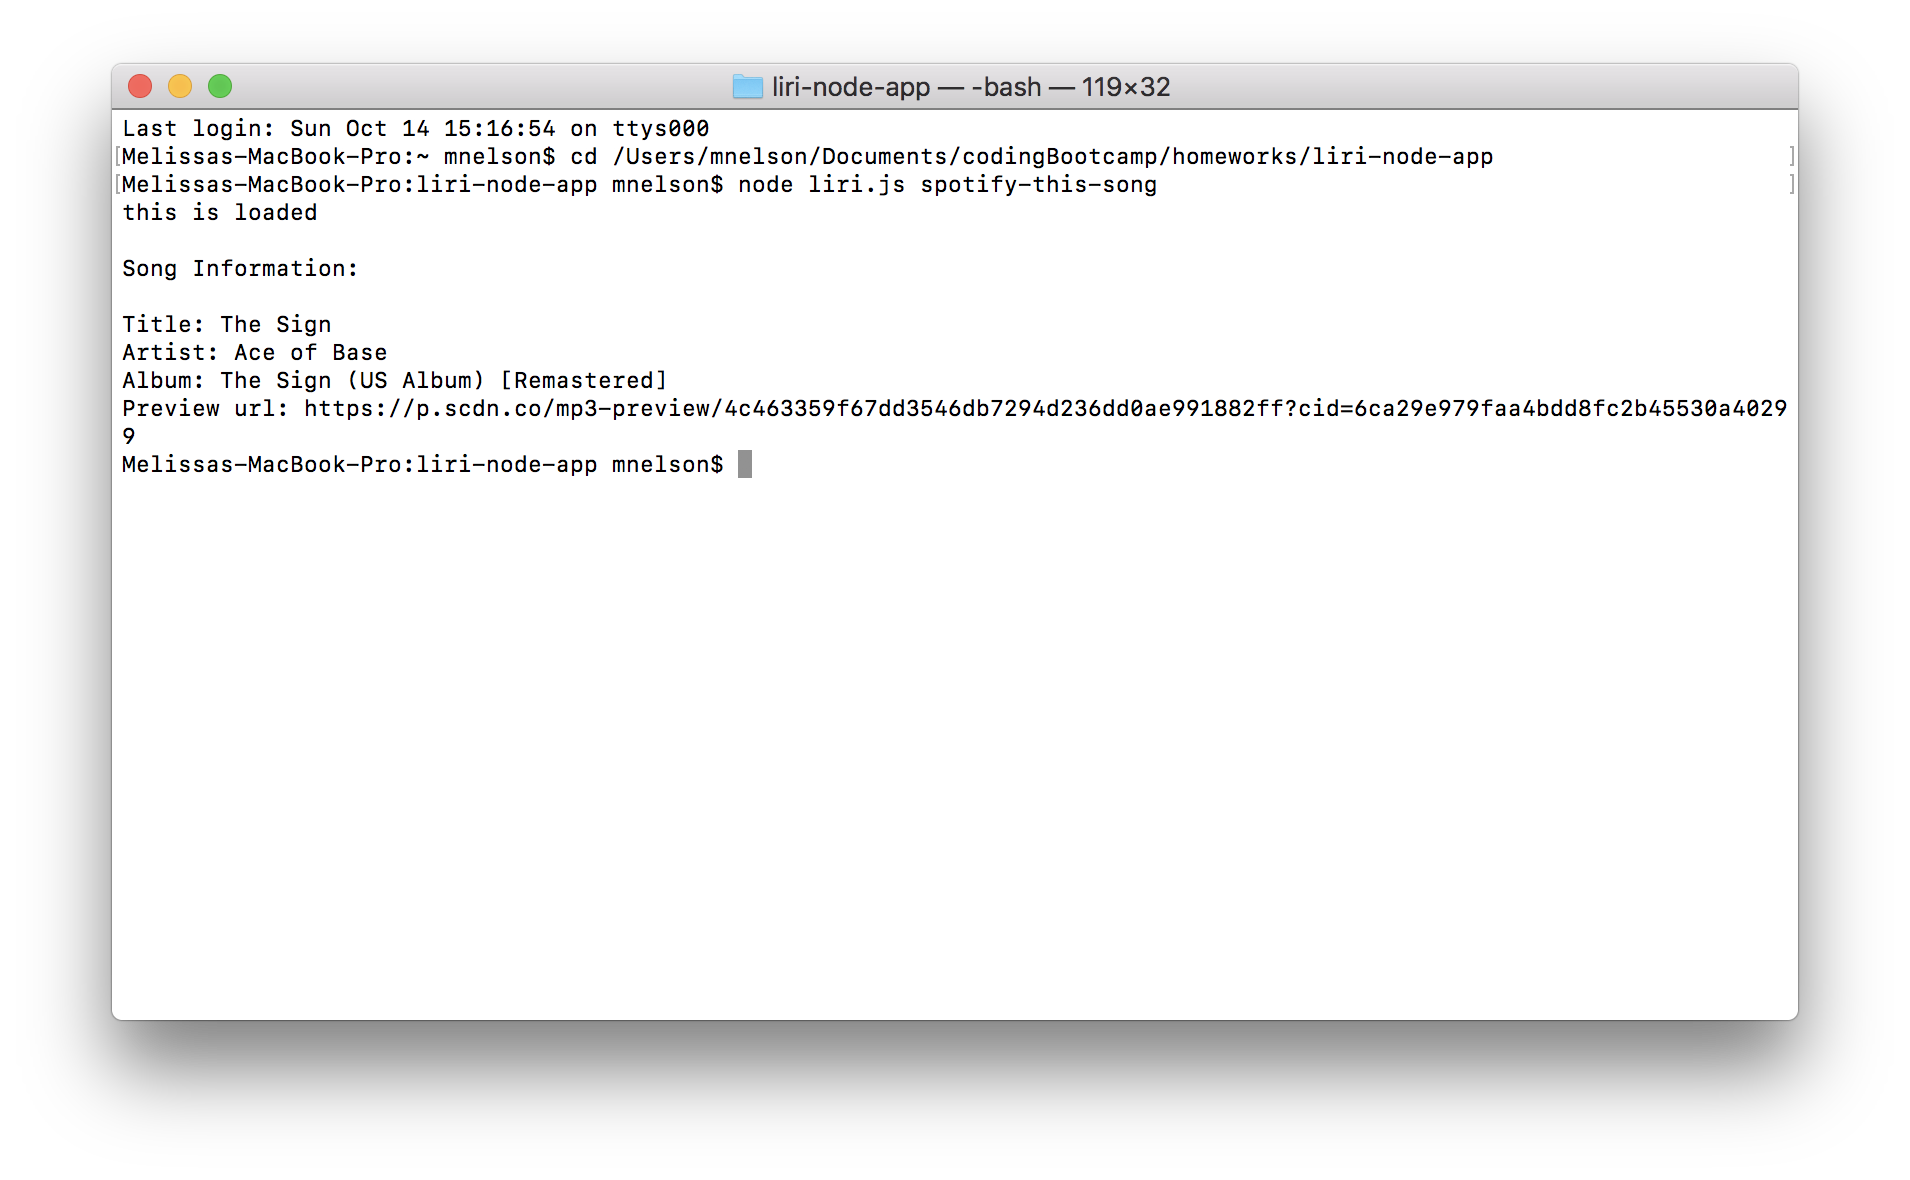 liri-node-app — -bash — 119×32
Last login: Sun Oct 14 15:16:54 on ttys000
[Melissas-MacBook-Pro:~ mnelson$ cd /Users/mnelson/Documents/codingBootcamp/homeworks/liri-node-app ]
[Melissas-MacBook-Pro:liri-node-app mnelson$ node liri.js spotify-this-song ]
this is loaded
Song Information:
Title: The Sign
Artist: Ace of Base
Album: The Sign (US Album) [Remastered]
Preview url: https://p.scdn.co/mp3-preview/4c463359f67dd3546db7294d236dd0ae991882ff?cid=6ca29e979faa4bdd8fc2b45530a4029
9
Melissas-MacBook-Pro:liri-node-app mnelson$